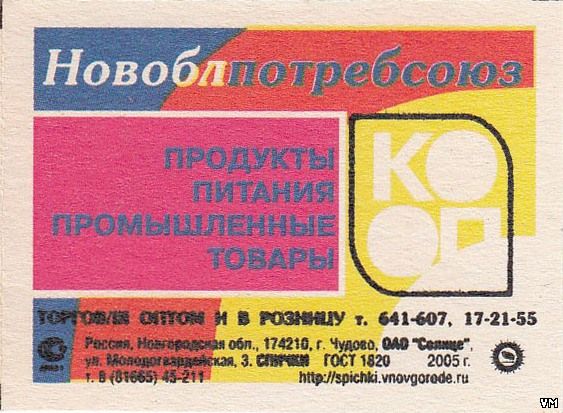 Новоблпотребсоюз
ПРОДУКТЫ
ПИТАНИЯ
ПРОМЫШЛЕННЫЕ
ТОВАРЫ
КО
ОП
ТОРГОВЛЯ ОПТОМ И В РОЗНИЦУ т. 641-607, 17-21-55
Россия, Новгородская обл., 174210, г. Чудово, ОАО "Солнце",
ул. Молодогвардейская, 3. СПИЧКИ ГОСТ 1820 2005 г.
т. 8 (81665) 45-211 http://spichki.vnovgorode.ru
VM